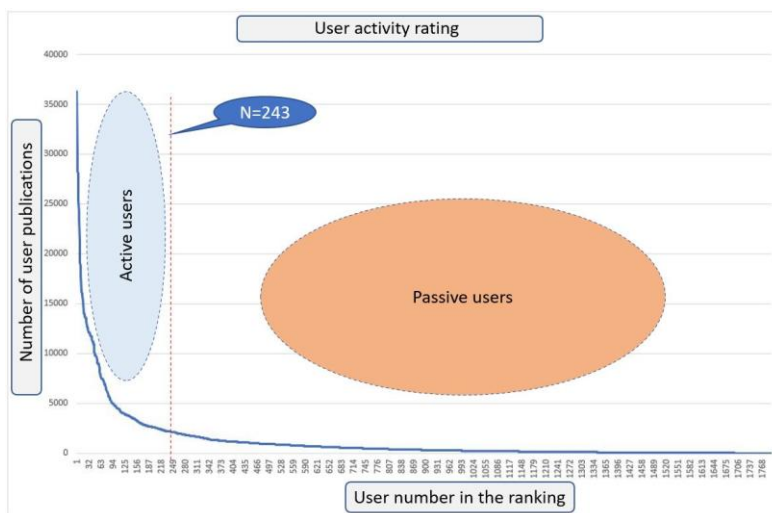 User activity rating
40000
35000
30000
25000
20000
15000
10000
5000
0
Number of user publications
N=243
Active users
Passive users
1 32 63 94 125 156 187 218 249 280 311 342 373 404 435 466 497 528 559 590 621 652 683 714 745 776 807 838 869 900 931 962 993 1024 1055 1086 1117 1148 1179 1210 1241 1272 1303 1334 1365 1396 1427 1458 1489 1520 1551 1582 1613 1644 1675 1706 1737 1768
User number in the ranking